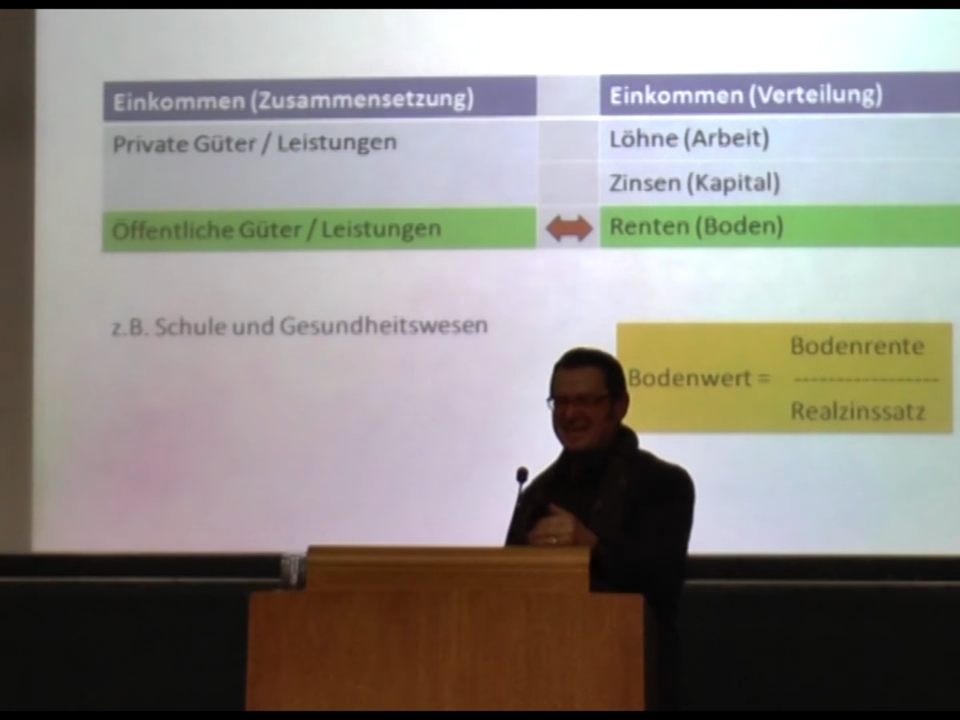 Einkommen (Zusammensetzung)
Einkommen (Verteilung)
Private Güter / Leistungen
Löhne (Arbeit)
Zinsen (Kapital)
Öffentliche Güter / Leistungen
Renten (Boden)
z.B. Schule und Gesundheitswesen
Bodenrente
Bodenwert = -----------------
Realzinssatz